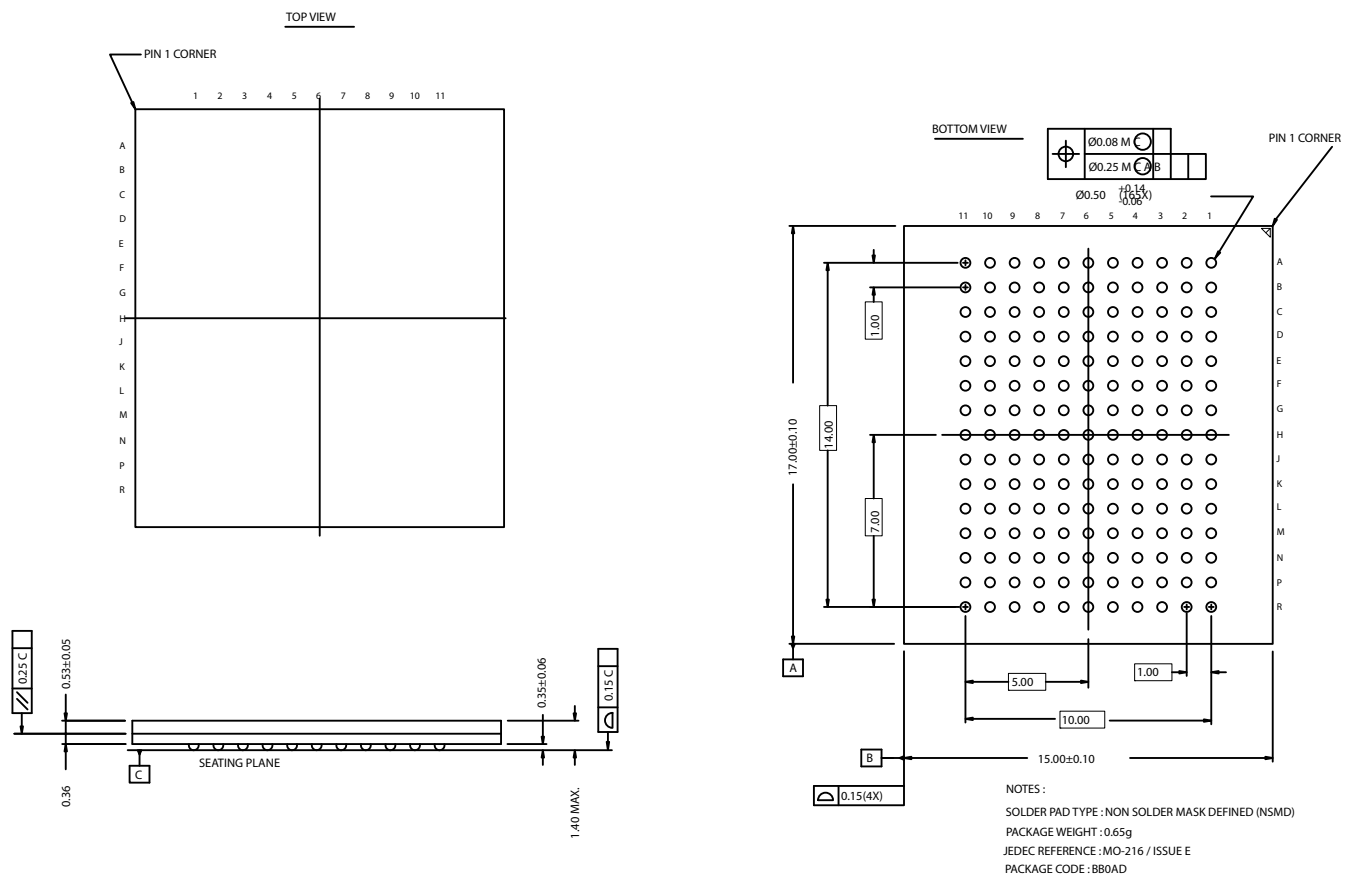 TOP VIEW
PIN 1 CORNER
1 2 3 4 5 6 7 8 9 10 11
A
B
C
D
E
F
G
H
J
K
L
M
N
P
R
0.25 C
0.53±0.05
0.36
C
SEATING PLANE
0.35±0.06
1.40 MAX.
0.15 C
BOTTOM VIEW
PIN 1 CORNER
Ø0.08 M C
Ø0.25 M C A B
Ø0.50 (165X)
+0.14
-0.06
11 10 9 8 7 6 5 4 3 2 1
A
B
C
D
E
F
G
H
J
K
L
M
N
P
R
1.00
17.00±0.10
14.00
7.00
A
5.00
1.00
10.00
B
15.00±0.10
0.15(4X)
NOTES :
SOLDER PAD TYPE : NON SOLDER MASK DEFINED (NSMD)
PACKAGE WEIGHT : 0.65g
JEDEC REFERENCE : MO-216 / ISSUE E
PACKAGE CODE : BB0AD